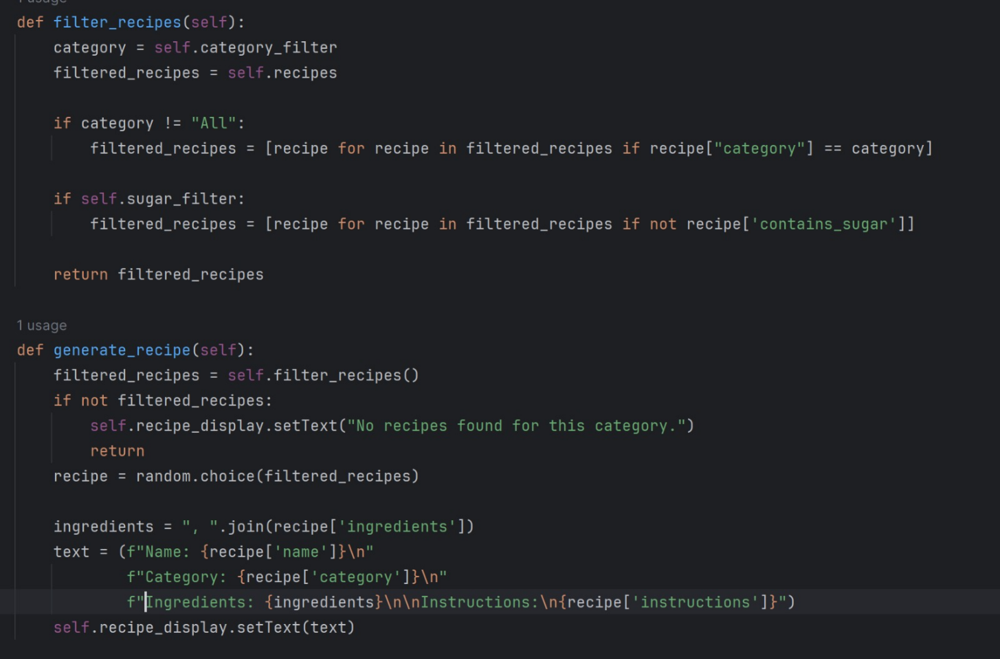 1 usage
def filter_recipes(self):
    category = self.category_filter
    filtered_recipes = self.recipes
    if category != "All":
        filtered_recipes = [recipe for recipe in filtered_recipes if recipe["category"] == category]
    if self.sugar_filter:
        filtered_recipes = [recipe for recipe in filtered_recipes if not recipe['contains_sugar']]
    return filtered_recipes
1 usage
def generate_recipe(self):
    filtered_recipes = self.filter_recipes()
    if not filtered_recipes:
        self.recipe_display.setText("No recipes found for this category.")
        return
    recipe = random.choice(filtered_recipes)
    ingredients = ", ".join(recipe['ingredients'])
    text = (f"Name: {recipe['name']}\n"
            f"Category: {recipe['category']}\n"
            f"Ingredients: {ingredients}\n\nInstructions:\n{recipe['instructions']}")
    self.recipe_display.setText(text)